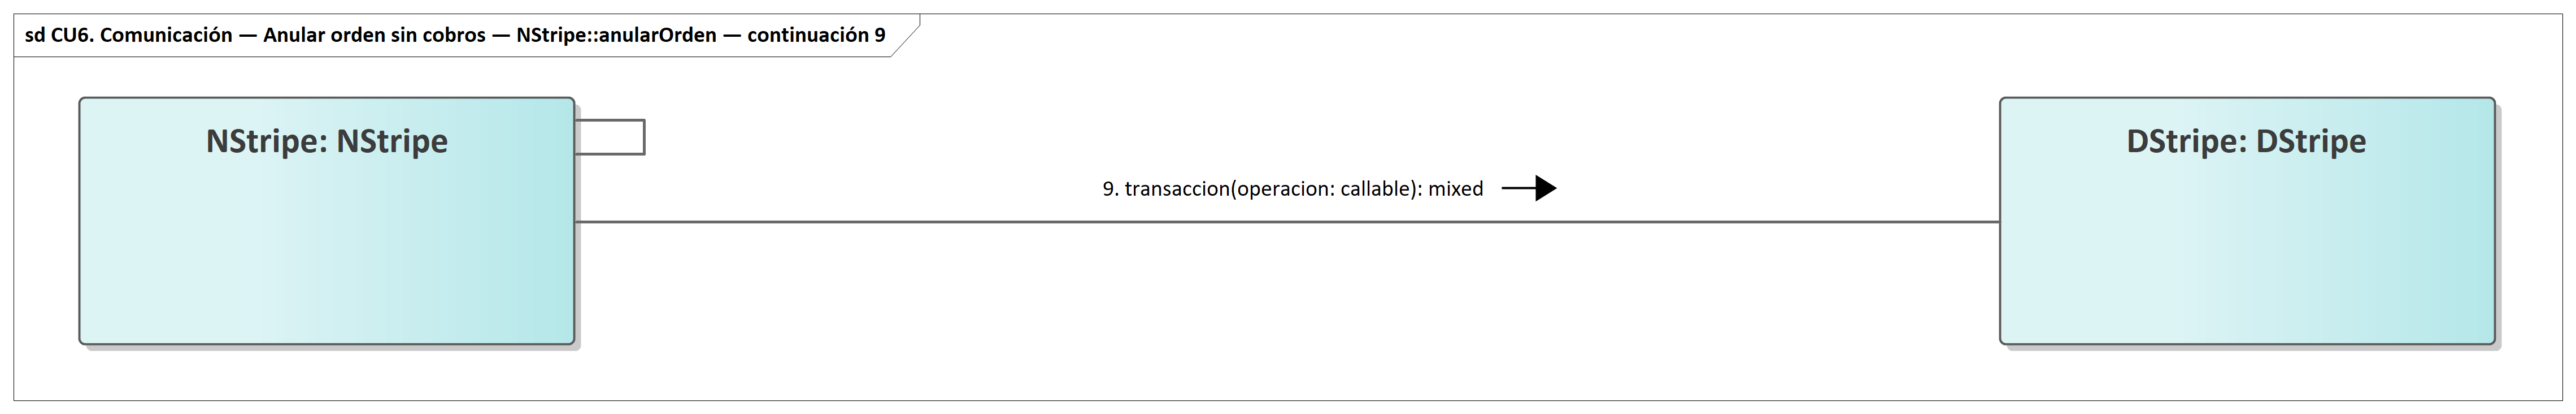 sd CU6. Comunicación — Anular orden sin cobros — NStripe::anularOrden — continuación 9
NStripe: NStripe
DStripe: DStripe
9. transaccion(operacion: callable): mixed